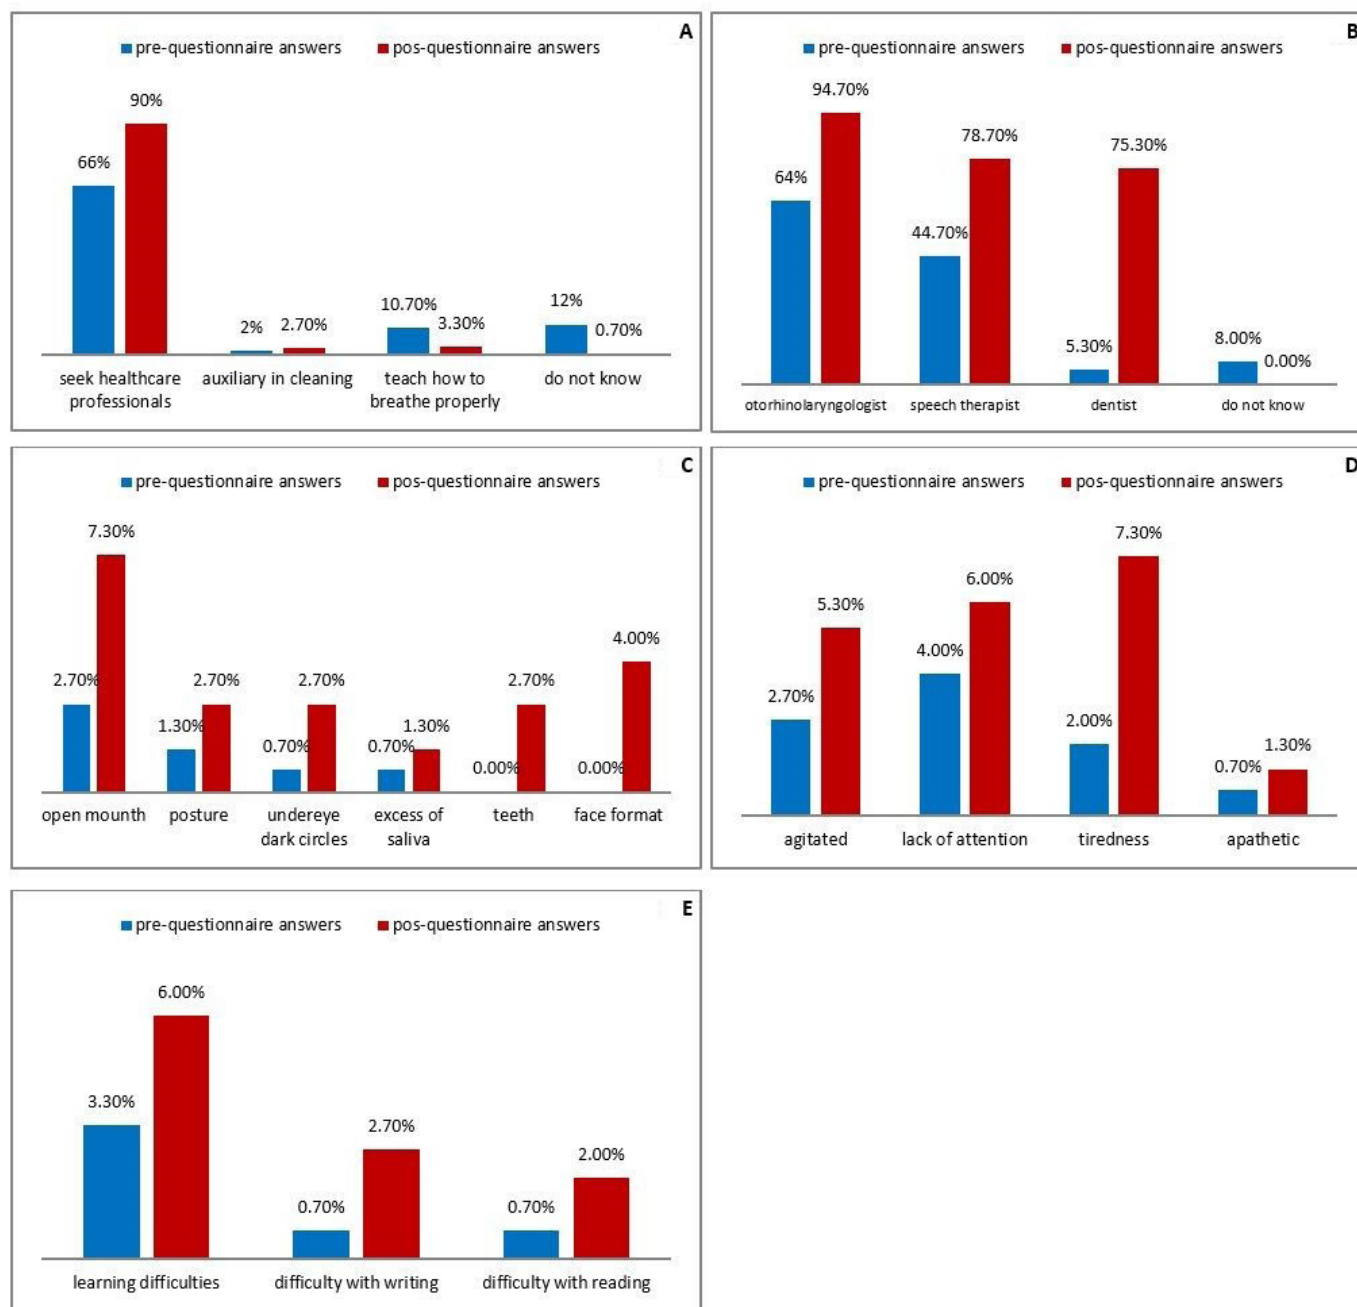 A
pre-questionnaire answers pos-questionnaire answers
90%
66%
10.70% 12%
2% 2.70% 3.30% 0.70%
seek healthcare auxiliary in cleaning teach how to do not know
professionals breathe properly
B
pre-questionnaire answers pos-questionnaire answers
94.70%
78.70% 75.30%
64%
44.70%
5.30% 8.00%
0.00%
otorhinolaryngologist speech therapist dentist do not know
C
pre-questionnaire answers pos-questionnaire answers
7.30%
4.00%
2.70% 2.70% 2.70% 2.70%
1.30% 0.70% 0.70% 1.30%
0.00% 0.00%
open mounth posture undereye excess of teeth face format
dark circles saliva
D
pre-questionnaire answers pos-questionnaire answers
7.30%
6.00%
5.30%
4.00%
2.70% 2.00%
0.70% 1.30%
agitated lack of attention tiredness apathetic
E
pre-questionnaire answers pos-questionnaire answers
6.00%
3.30%
2.70% 2.00%
0.70% 0.70%
learning difficulties difficulty with writing difficulty with reading